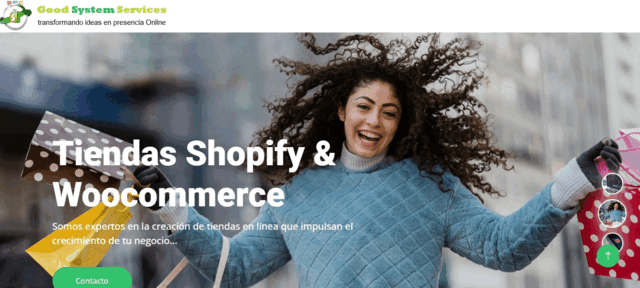 Good System Services
transformando ideas en presencia Online
Tiendas Shopify &
Woocommerce
Somos expertos en la creación de tiendas en línea que impulsan el
crecimiento de tu negocio...
Contacto